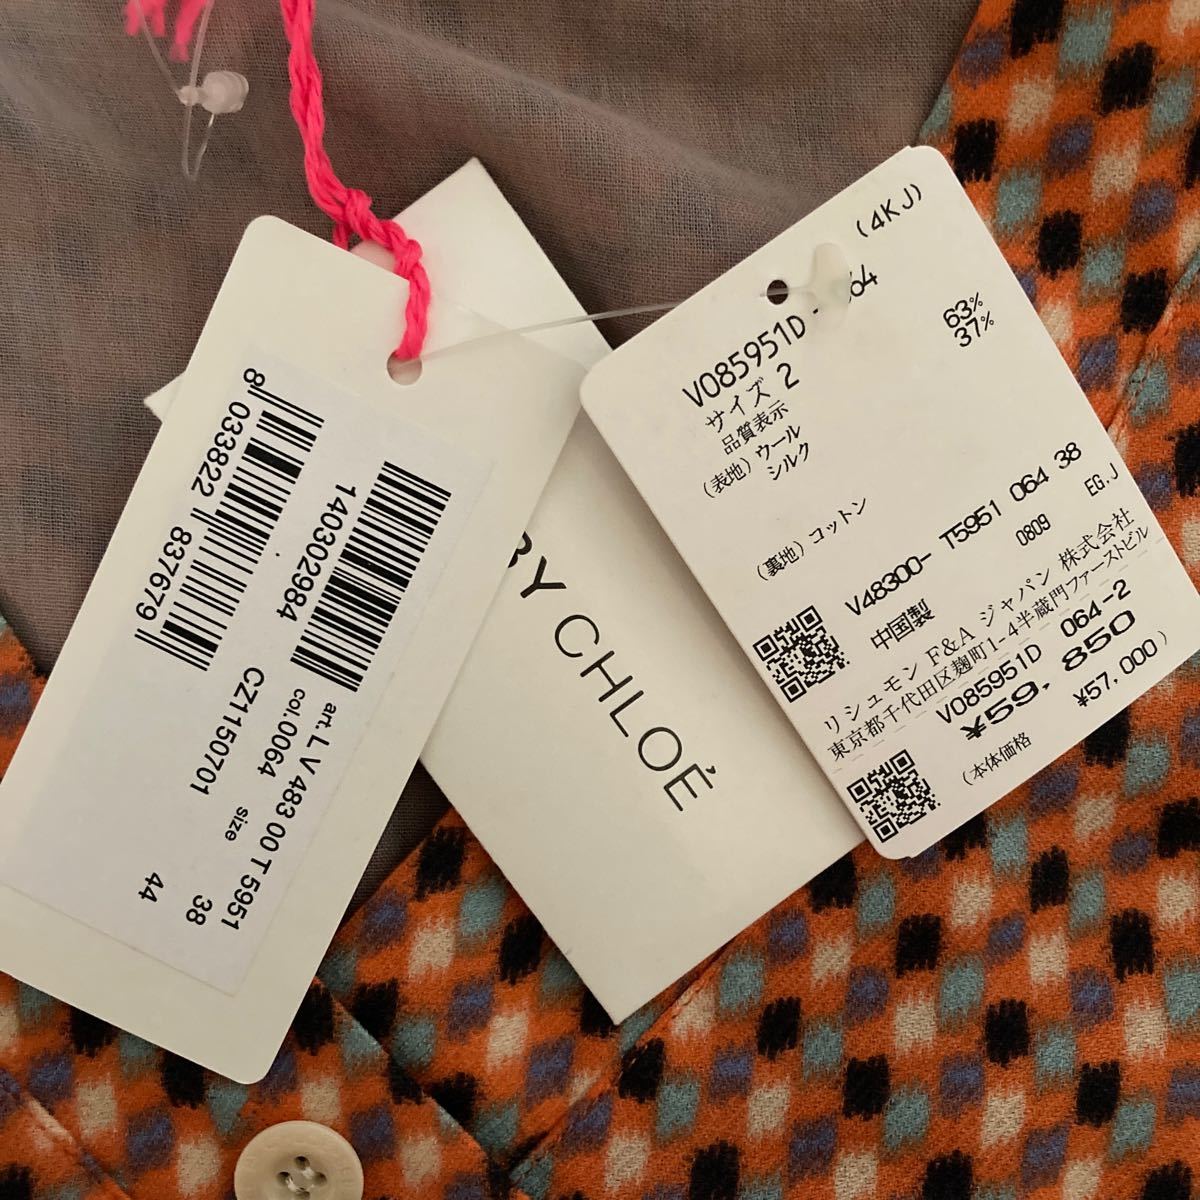 8 033822 837679
140302984
art. L V 483 00 T 5951
col. 0064 size 38
CZ115701 44
BY CHLOÉ
(4KJ)
V085951D - 64
サイズ 2
品質表示
(表地) ウール 63%
シルク 37%
(裏地) コットン
V48300- T5951 064 38
中国製 0809 EG.J
リシュモン F&A ジャパン 株式会社
東京都千代田区麹町1-4半蔵門ファーストビル
V085951D 064-2
¥59,850
(本体価格 ¥57,000)